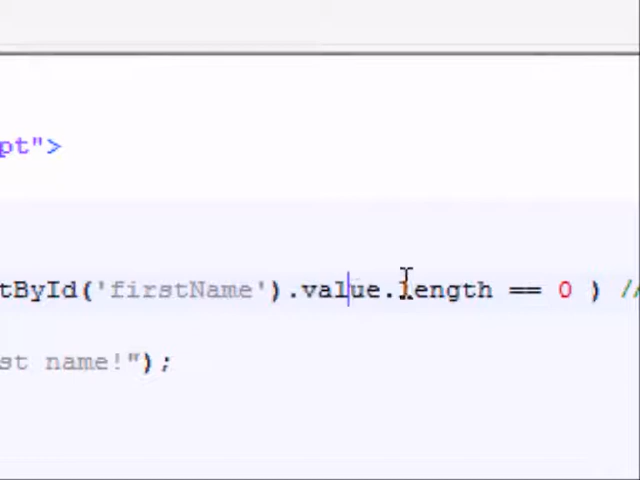 pt">
tById('firstName').value.length == 0 ) //
st name!");